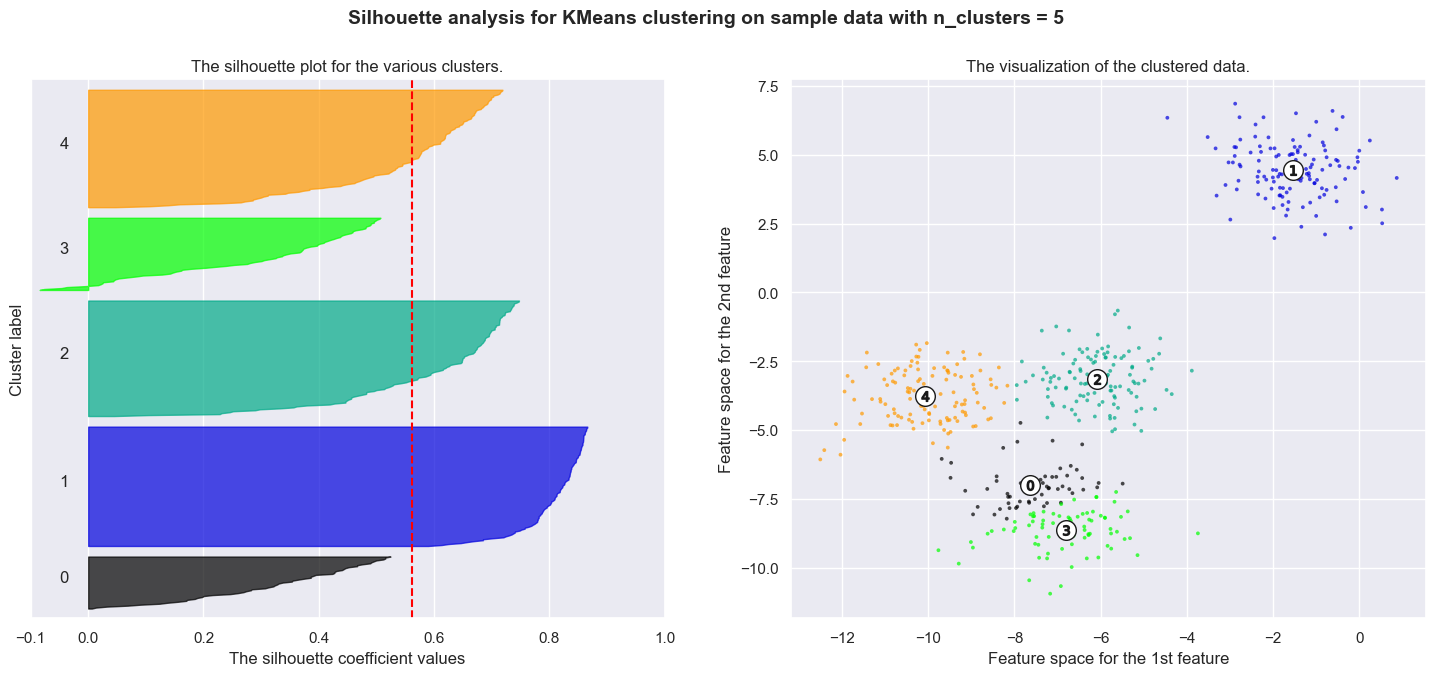 Silhouette analysis for KMeans clustering on sample data with n_clusters = 5
The silhouette plot for the various clusters.
Cluster label
4
3
2
1
0
−0.1 0.0 0.2 0.4 0.6 0.8 1.0
The silhouette coefficient values
The visualization of the clustered data.
Feature space for the 2nd feature
7.5
5.0
2.5
0.0
−2.5
−5.0
−7.5
−10.0
1
2
4
0
3
−12 −10 −8 −6 −4 −2 0
Feature space for the 1st feature